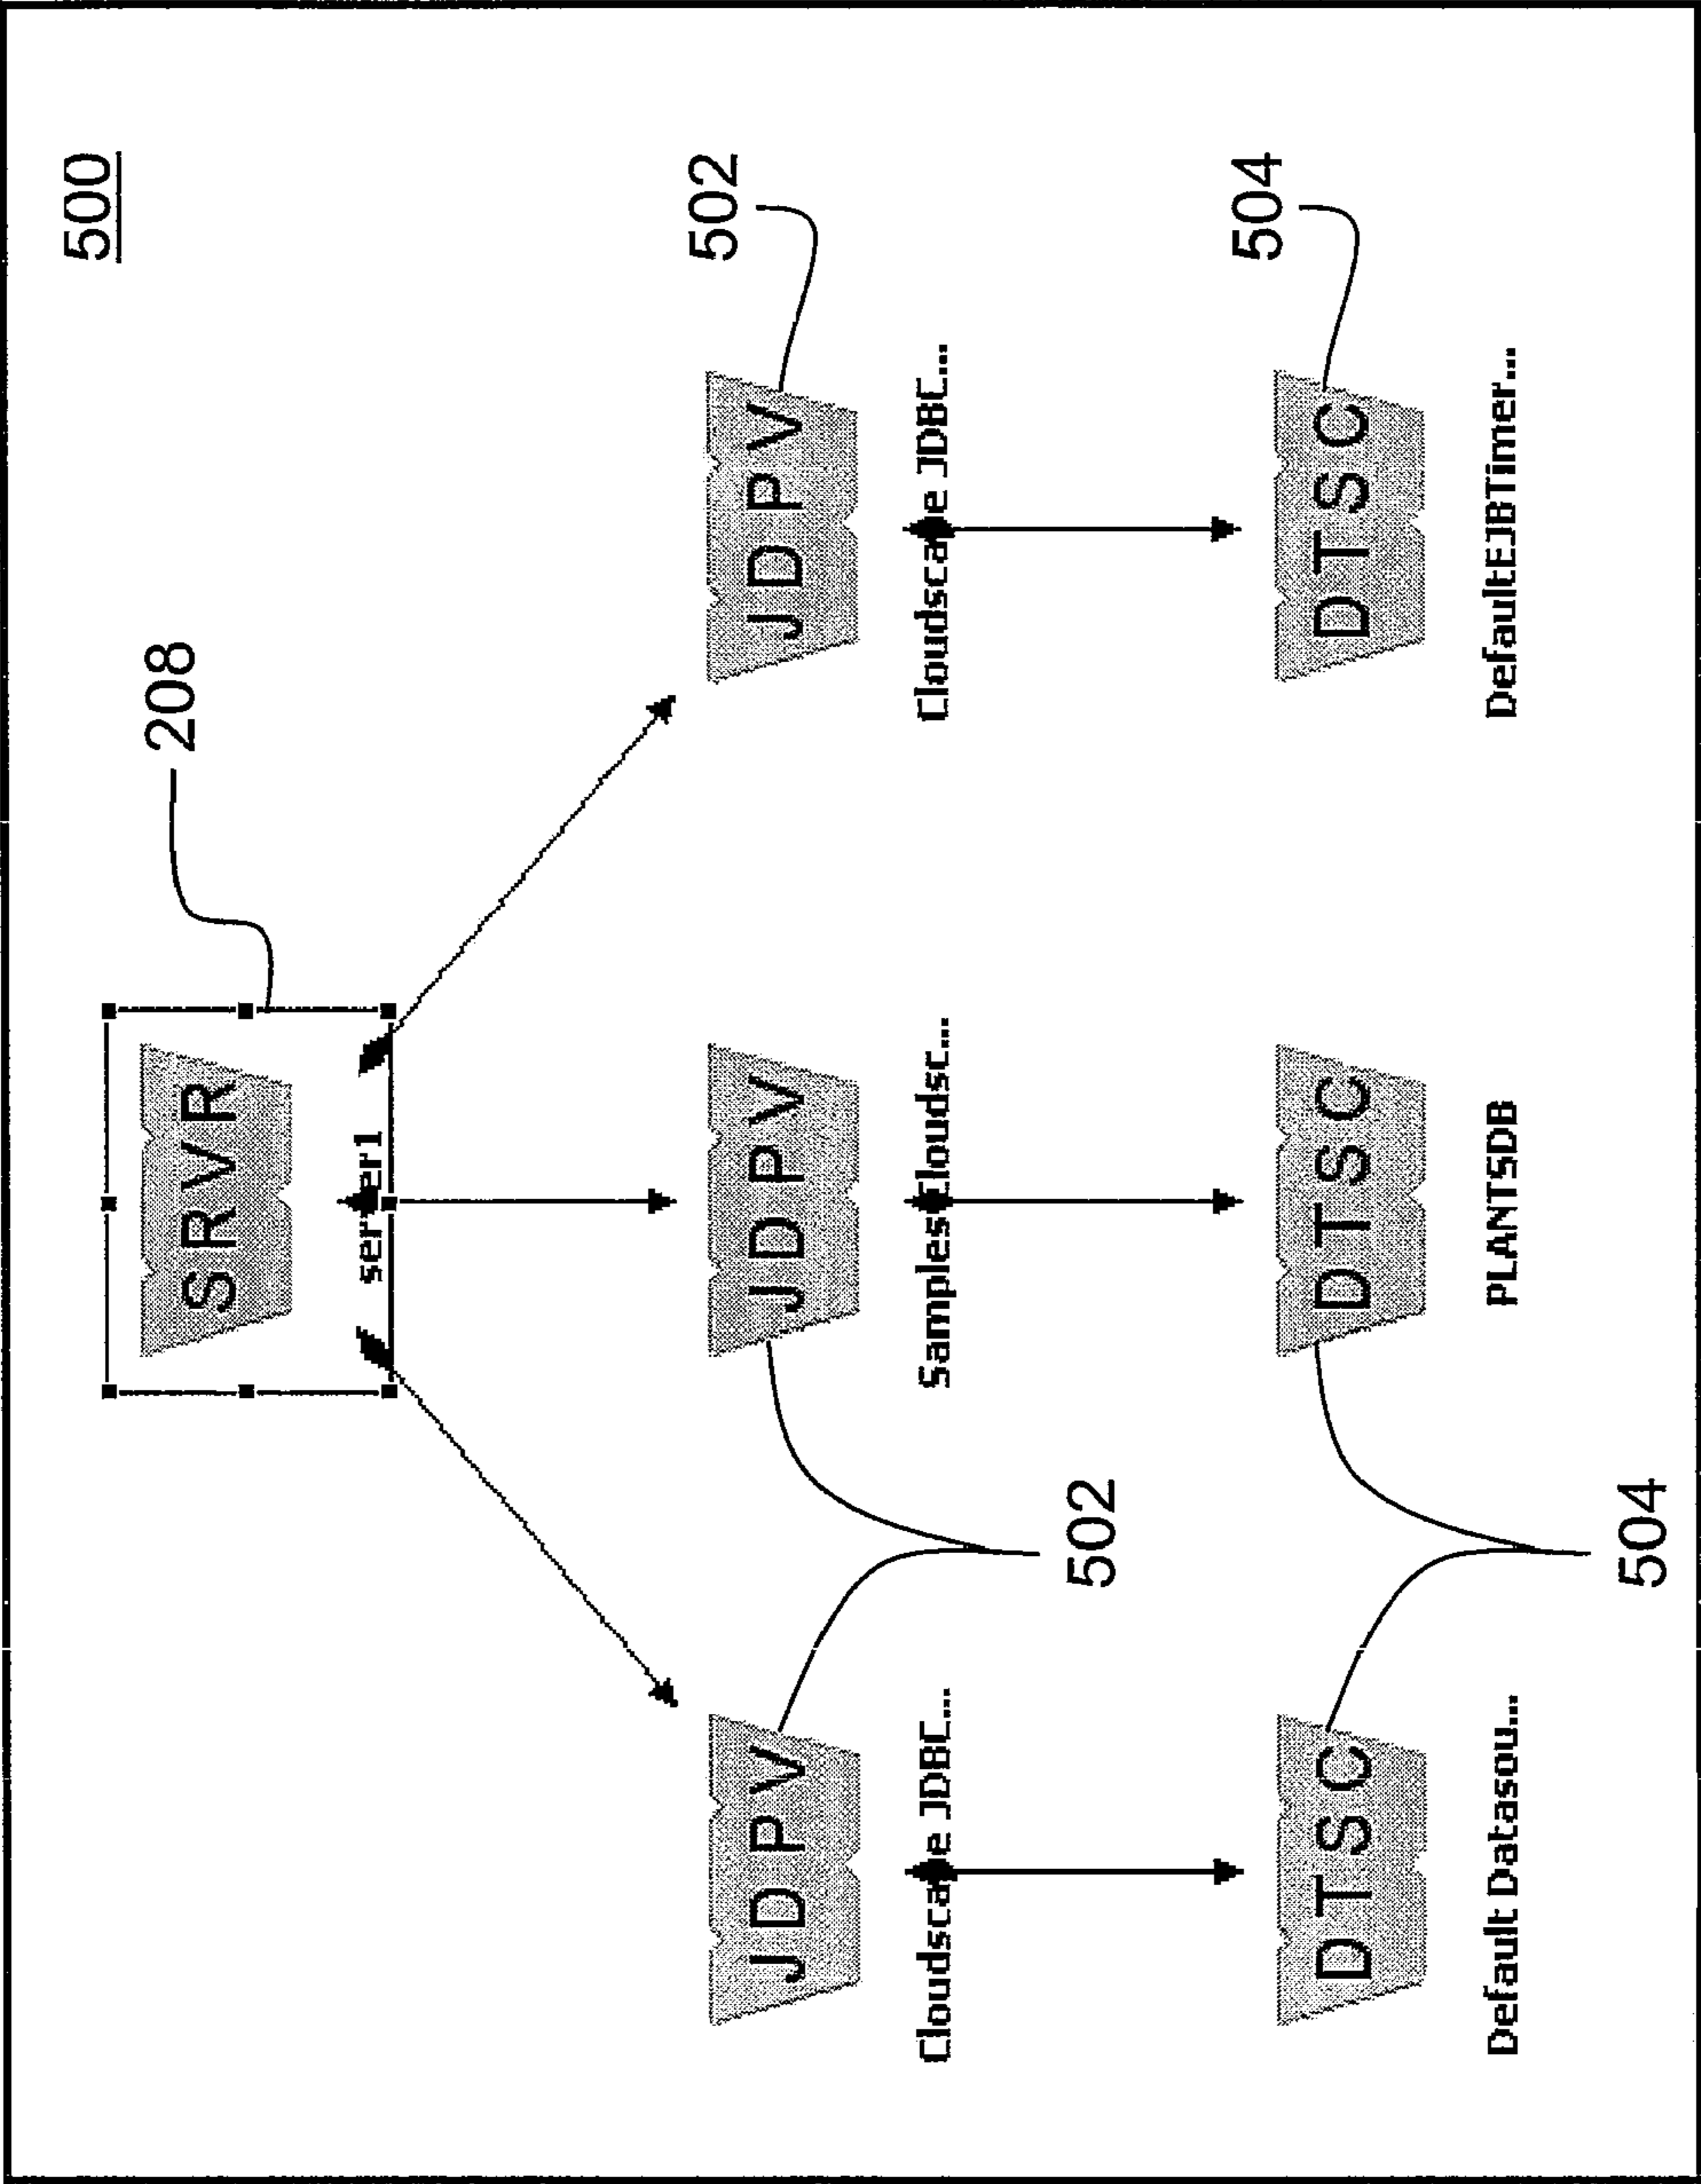 500
208
SRVR
server1
502
JDPV
JDPV
JDPV
Cloudscape JDBC...
Samples Cloudsc...
Cloudscape JDBC...
502
504
DTSC
DTSC
DTSC
Default Datasou...
PLANTSDB
DefaultEJBTimer...
504